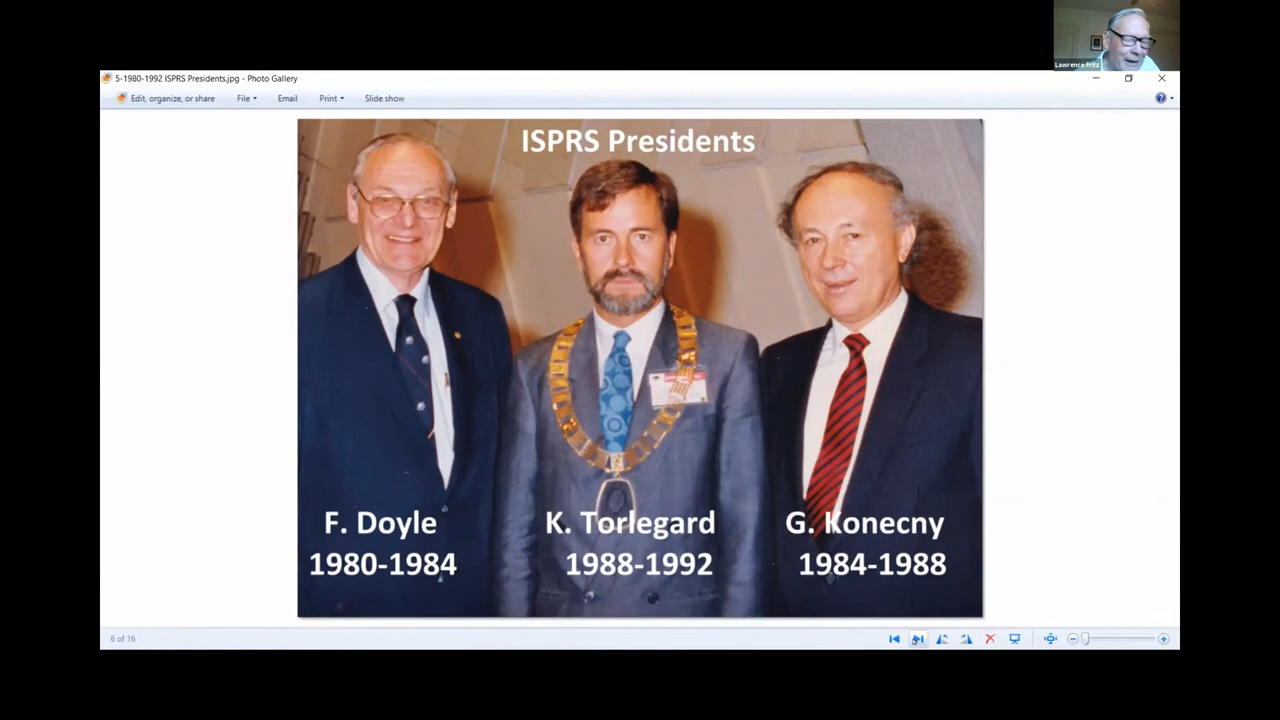 Lawrence Fritz
5-1980-1992 ISPRS Presidents.jpg - Photo Gallery
Edit, organize, or share File Email Print Slide show
ISPRS Presidents
F. Doyle K. Torlegard G. Konecny
1980-1984 1988-1992 1984-1988
6 of 16